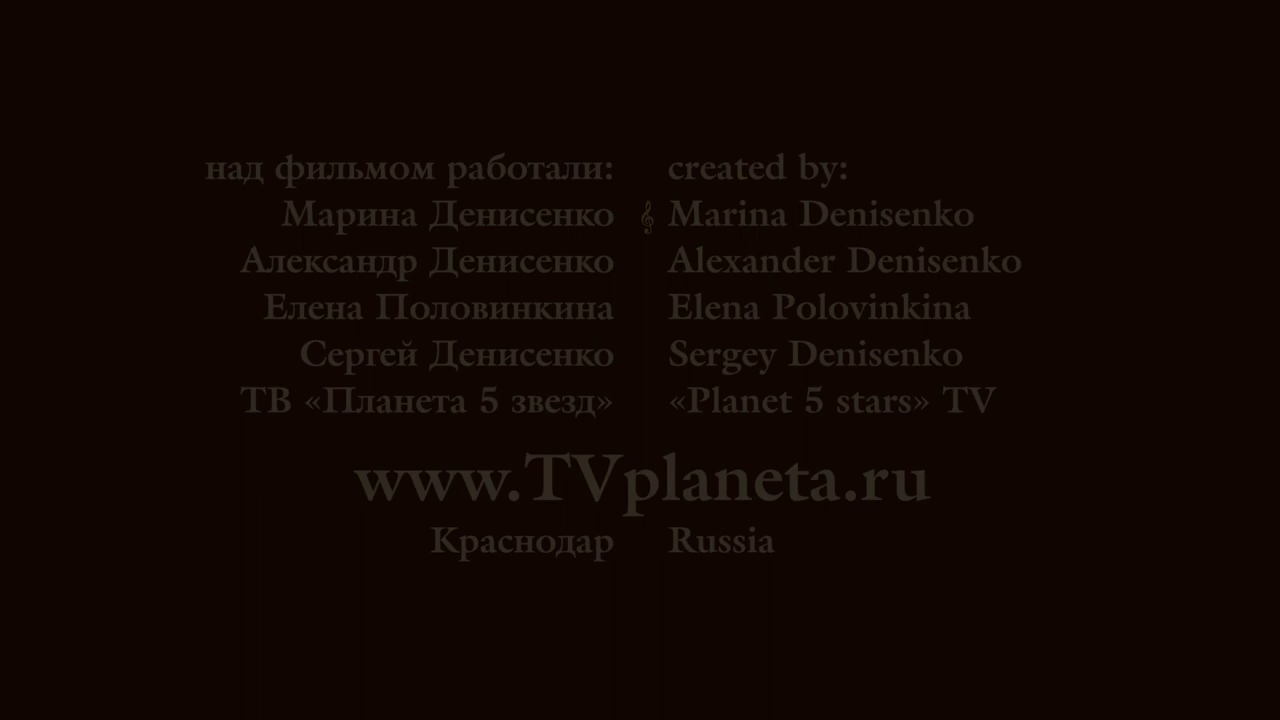 над фильмом работали: created by:
Марина Денисенко 𝄞 Marina Denisenko
Александр Денисенко Alexander Denisenko
Елена Половинкина Elena Polovinkina
Сергей Денисенко Sergey Denisenko
ТВ «Планета 5 звезд» «Planet 5 stars» TV
www.TVplaneta.ru
Краснодар Russia